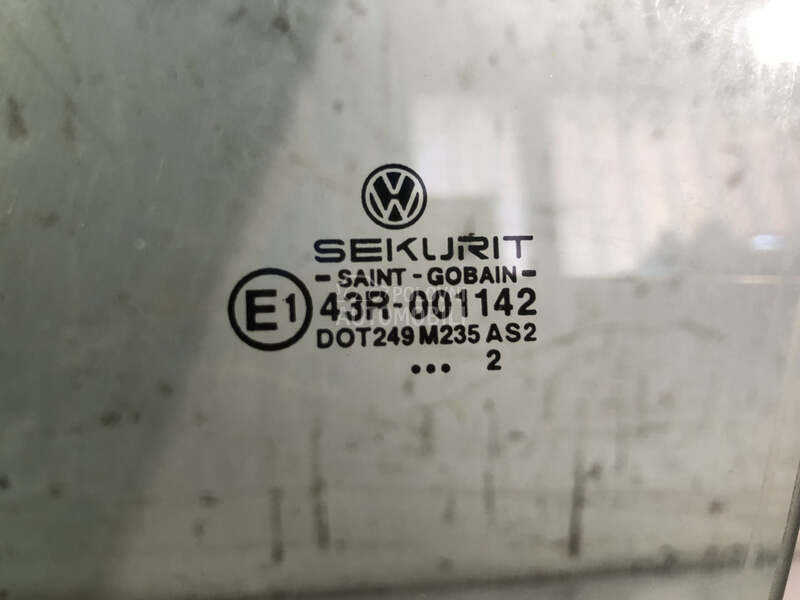 SEKURIT
- SAINT - GOBAIN -
E1 43R-001142
DOT249 M235 AS2
... 2